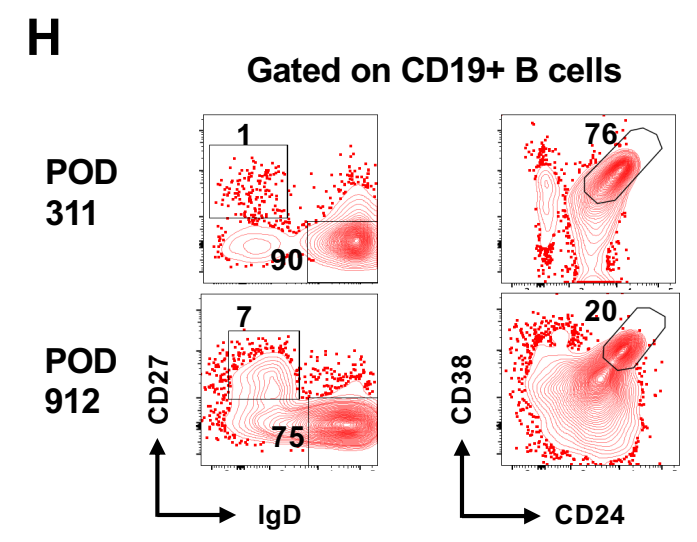 H
Gated on CD19+ B cells
POD
311
1
90
76
POD
912
7
75
20
CD27
IgD
CD38
CD24